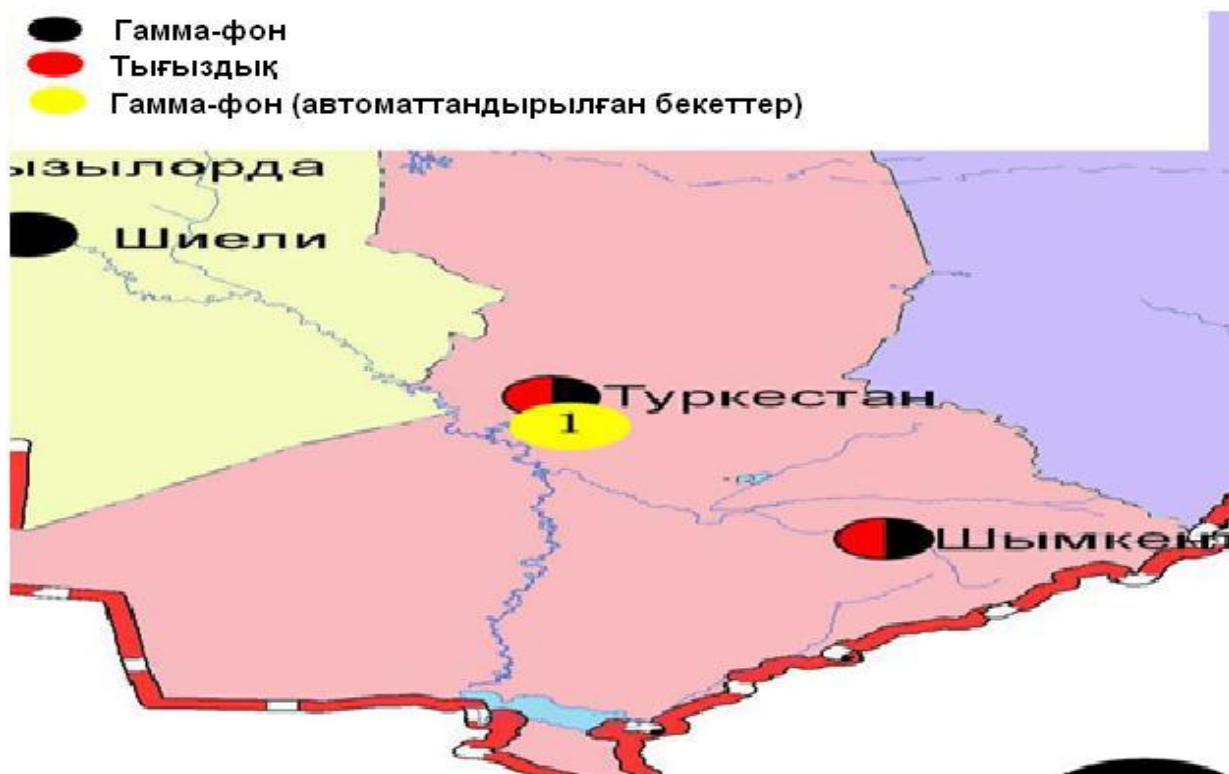 Гамма-фон
Тығыздық
Гамма-фон (автоматтандырылған бекеттер)
ызылорда
Шиели
Туркестан
1
Шымкент